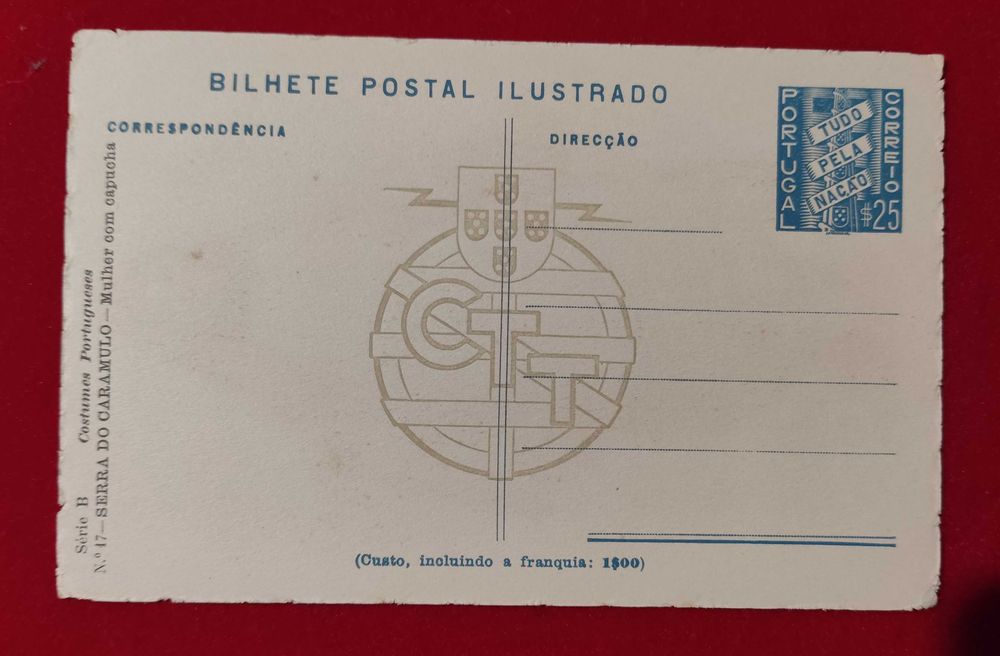 BILHETE POSTAL ILUSTRADO
CORRESPONDÊNCIA
DIRECÇÃO
PORTUGAL
CORREIO
TUDO
PELA
NAÇÃO
$25
CTT
Série B Costumes Portugueses
N.º 17—SERRA DO CARAMULO—Mulher com capucha
(Custo, incluindo a franquia: 1$00)